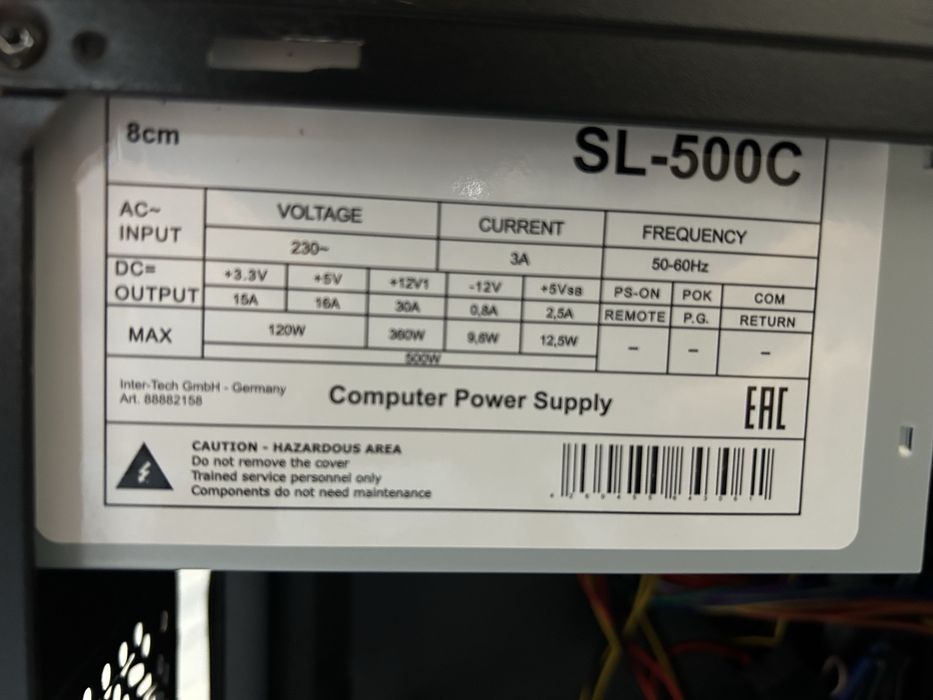 8cm
SL-500C
AC~ INPUT
VOLTAGE CURRENT FREQUENCY
230~ 3A 50-60Hz
DC= OUTPUT
+3.3V +5V +12V1 -12V +5VSB PS-ON POK COM
15A 16A 30A 0,8A 2,5A REMOTE P.G. RETURN
MAX 120W 360W 9,6W 12,5W – – –
500W
Inter-Tech GmbH - Germany
Art. 88882158
Computer Power Supply
EAC
CAUTION - HAZARDOUS AREA
Do not remove the cover
Trained service personnel only
Components do not need maintenance